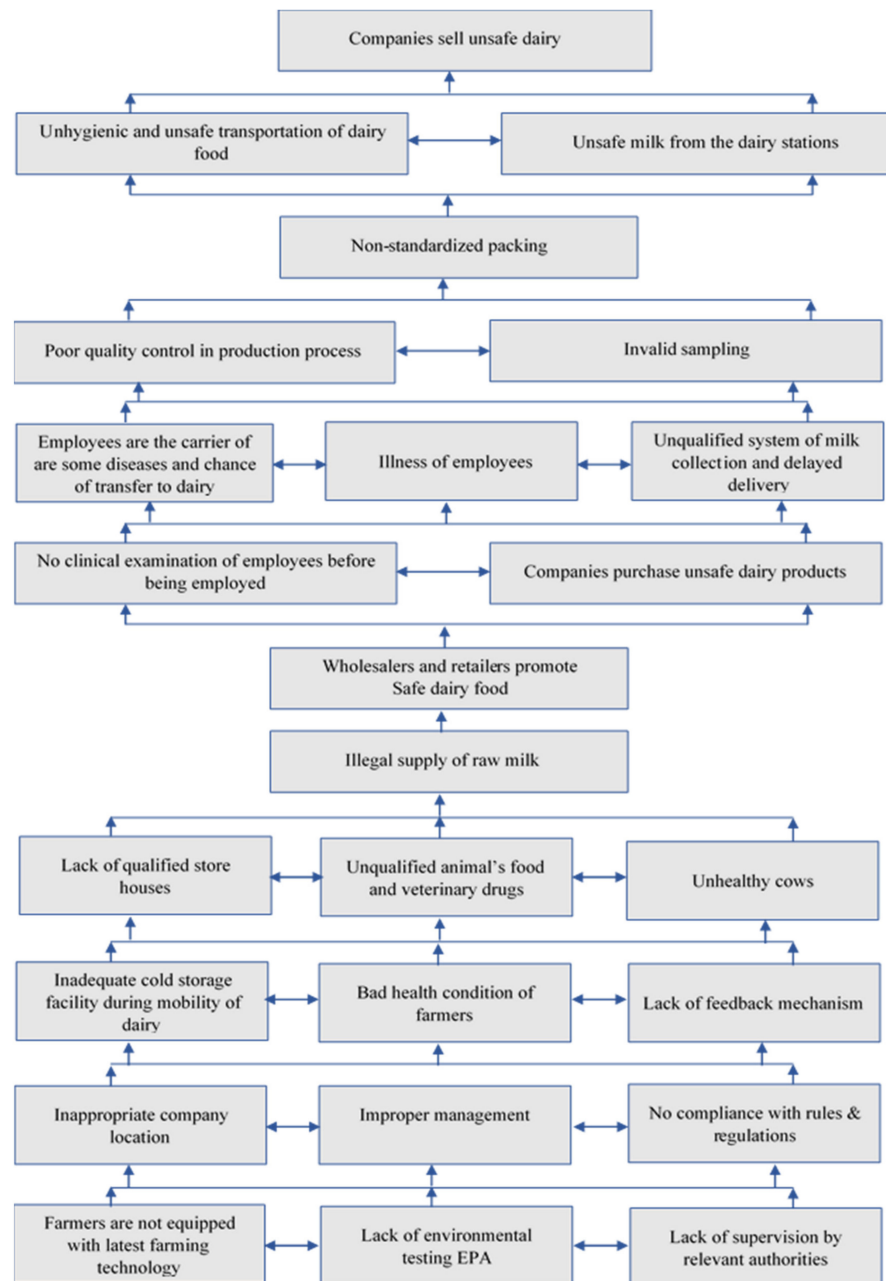 Companies sell unsafe dairy
Unhygienic and unsafe transportation of dairy
food
Unsafe milk from the dairy stations
Non-standardized packing
Poor quality control in production process
Invalid sampling
Employees are the carrier of
are some diseases and chance
of transfer to dairy
Illness of employees
Unqualified system of milk
collection and delayed
delivery
No clinical examination of employees before
being employed
Companies purchase unsafe dairy products
Wholesalers and retailers promote
Safe dairy food
Illegal supply of raw milk
Lack of qualified store
houses
Unqualified animal's food
and veterinary drugs
Unhealthy cows
Inadequate cold storage
facility during mobility of
dairy
Bad health condition of
farmers
Lack of feedback mechanism
Inappropriate company
location
Improper management
No compliance with rules &
regulations
Farmers are not equipped
with latest farming
technology
Lack of environmental
testing EPA
Lack of supervision by
relevant authorities